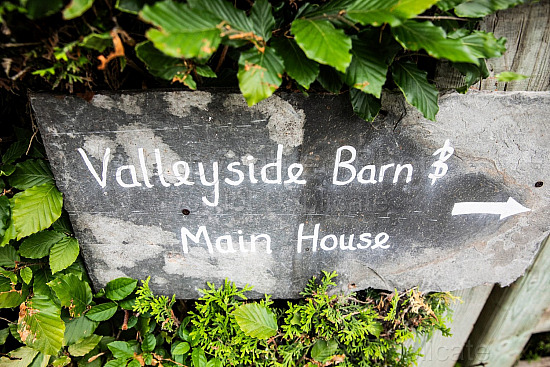 Valleyside Barn $
Main House